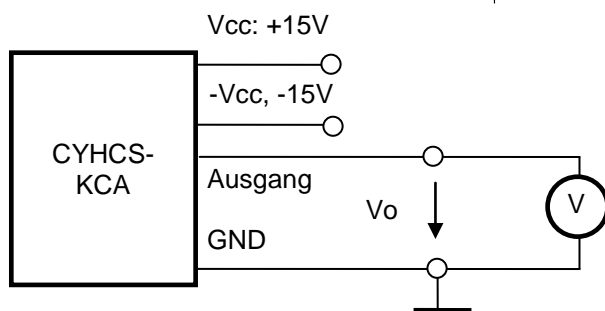 Vcc: +15V
-Vcc, -15V
CYHCS-
KCA
Ausgang
Vo
V
GND